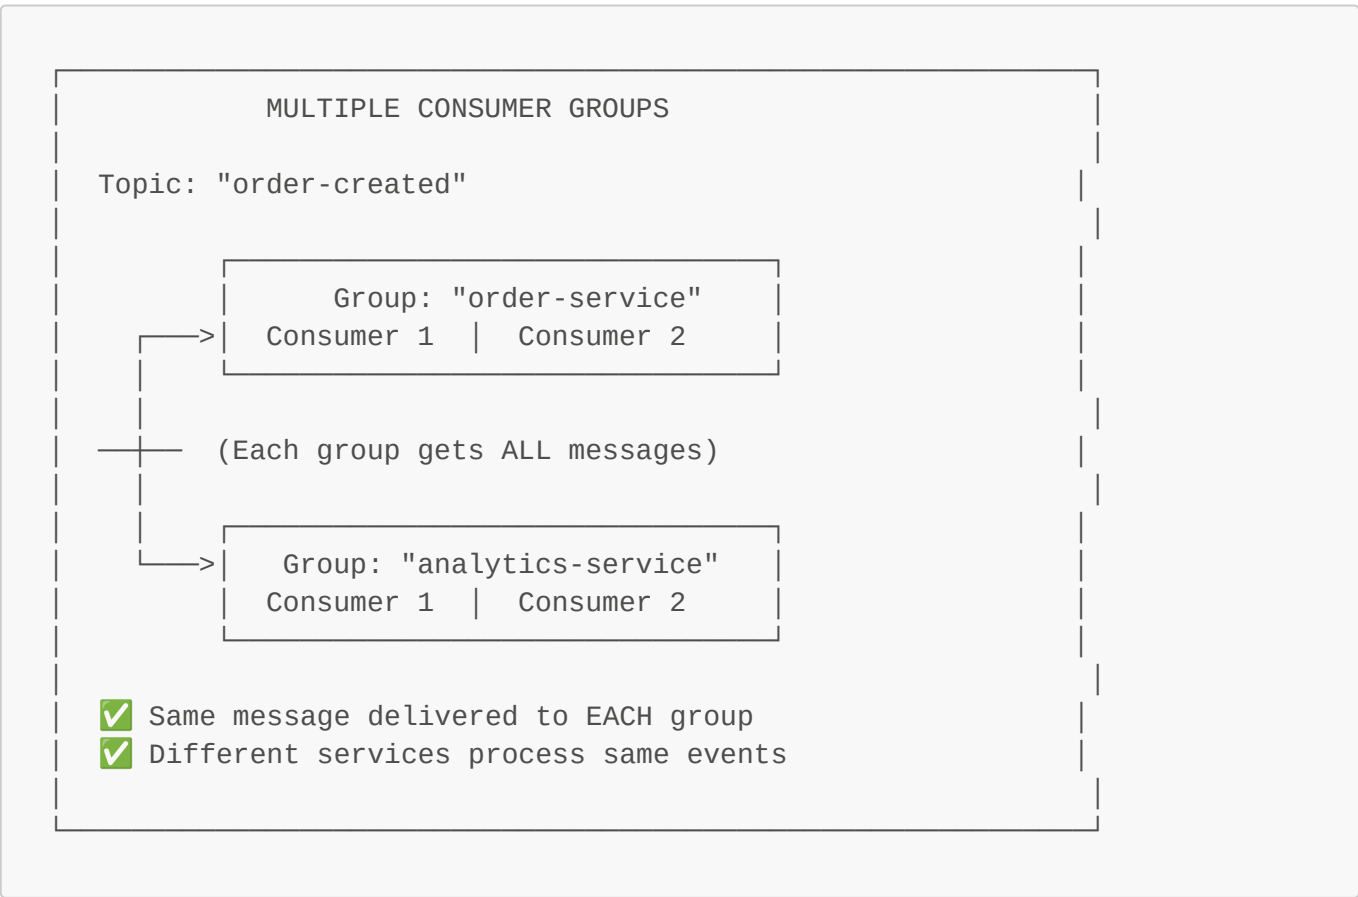 MULTIPLE CONSUMER GROUPS
Topic: "order-created"
Group: "order-service"
Consumer 1 │ Consumer 2
(Each group gets ALL messages)
Group: "analytics-service"
Consumer 1 │ Consumer 2
✅ Same message delivered to EACH group
✅ Different services process same events